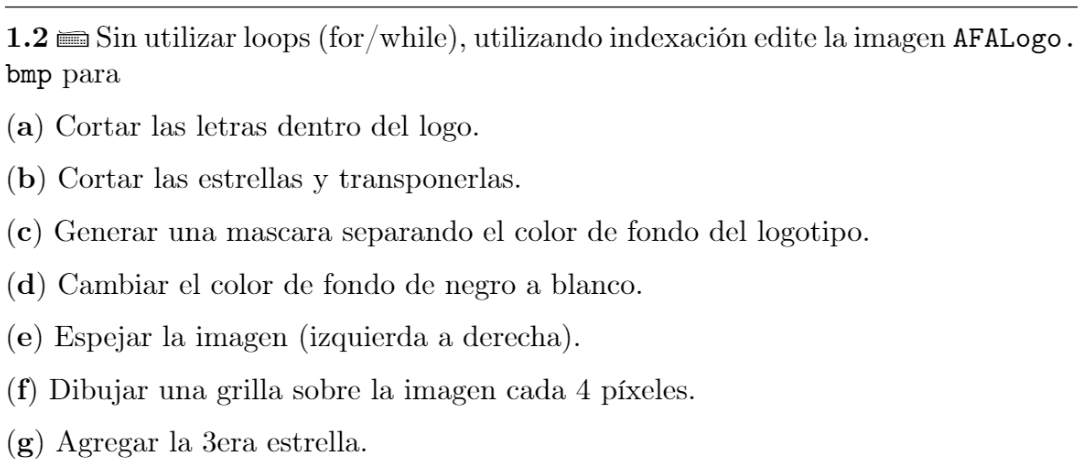 1.2 Sin utilizar loops (for/while), utilizando indexación edite la imagen AFALogo.
bmp para
(a) Cortar las letras dentro del logo.
(b) Cortar las estrellas y transponerlas.
(c) Generar una mascara separando el color de fondo del logotipo.
(d) Cambiar el color de fondo de negro a blanco.
(e) Espejar la imagen (izquierda a derecha).
(f) Dibujar una grilla sobre la imagen cada 4 píxeles.
(g) Agregar la 3era estrella.